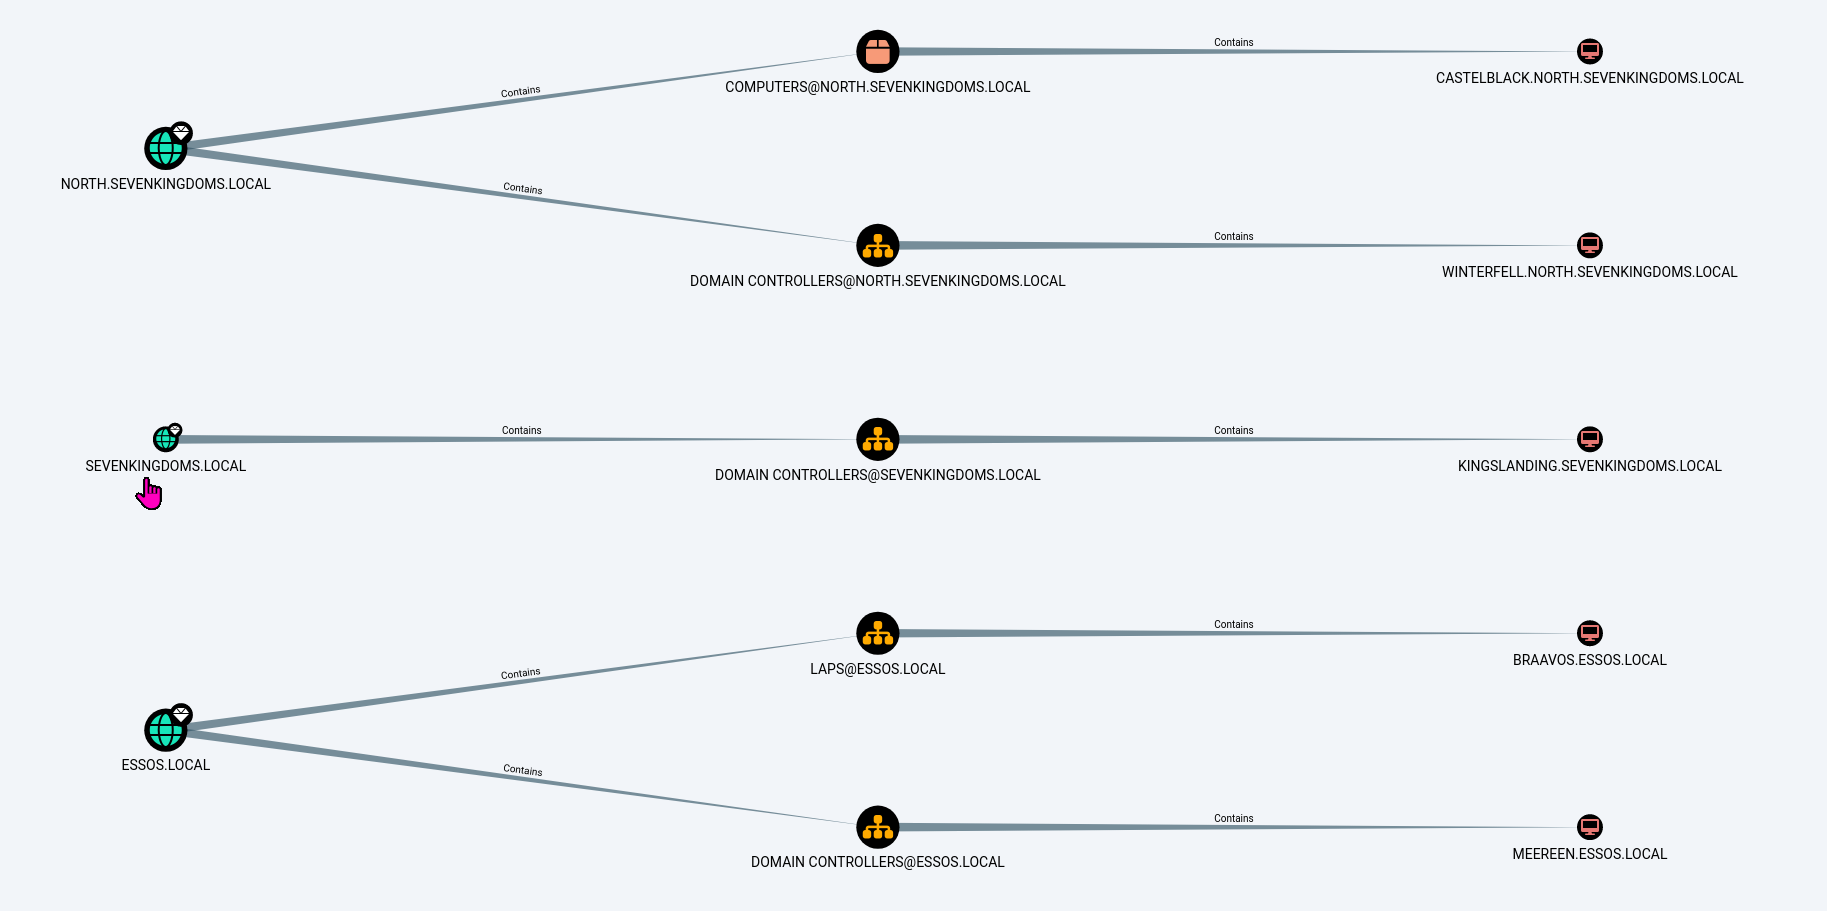 Contains
COMPUTERS@NORTH.SEVENKINGDOMS.LOCAL
Contains
CASTELBLACK.NORTH.SEVENKINGDOMS.LOCAL
NORTH.SEVENKINGDOMS.LOCAL
Contains
DOMAIN CONTROLLERS@NORTH.SEVENKINGDOMS.LOCAL
Contains
WINTERFELL.NORTH.SEVENKINGDOMS.LOCAL
SEVENKINGDOMS.LOCAL
Contains
DOMAIN CONTROLLERS@SEVENKINGDOMS.LOCAL
Contains
KINGSLANDING.SEVENKINGDOMS.LOCAL
Contains
LAPS@ESSOS.LOCAL
Contains
BRAAVOS.ESSOS.LOCAL
ESSOS.LOCAL
Contains
DOMAIN CONTROLLERS@ESSOS.LOCAL
Contains
MEEREEN.ESSOS.LOCAL